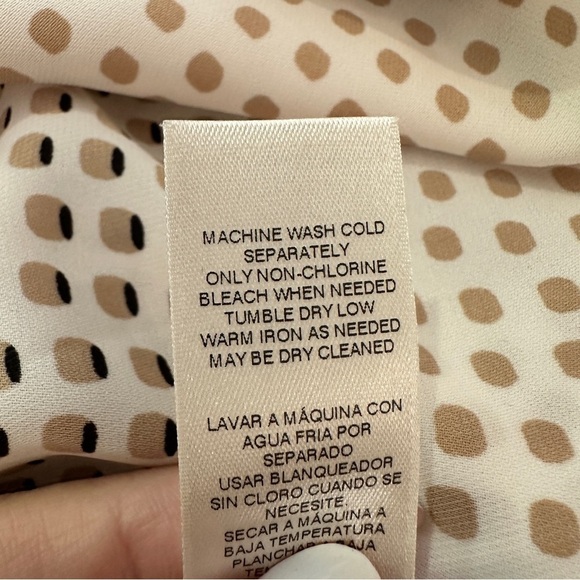 MACHINE WASH COLD
SEPARATELY
ONLY NON-CHLORINE
BLEACH WHEN NEEDED
TUMBLE DRY LOW
WARM IRON AS NEEDED
MAY BE DRY CLEANED
LAVAR A MÁQUINA CON
AGUA FRIA POR
SEPARADO
USAR BLANQUEADOR
SIN CLORO CUANDO SE
NECESITE.
SECAR A MÁQUINA A
BAJA TEMPERATURA
PLANCHAR A BAJA